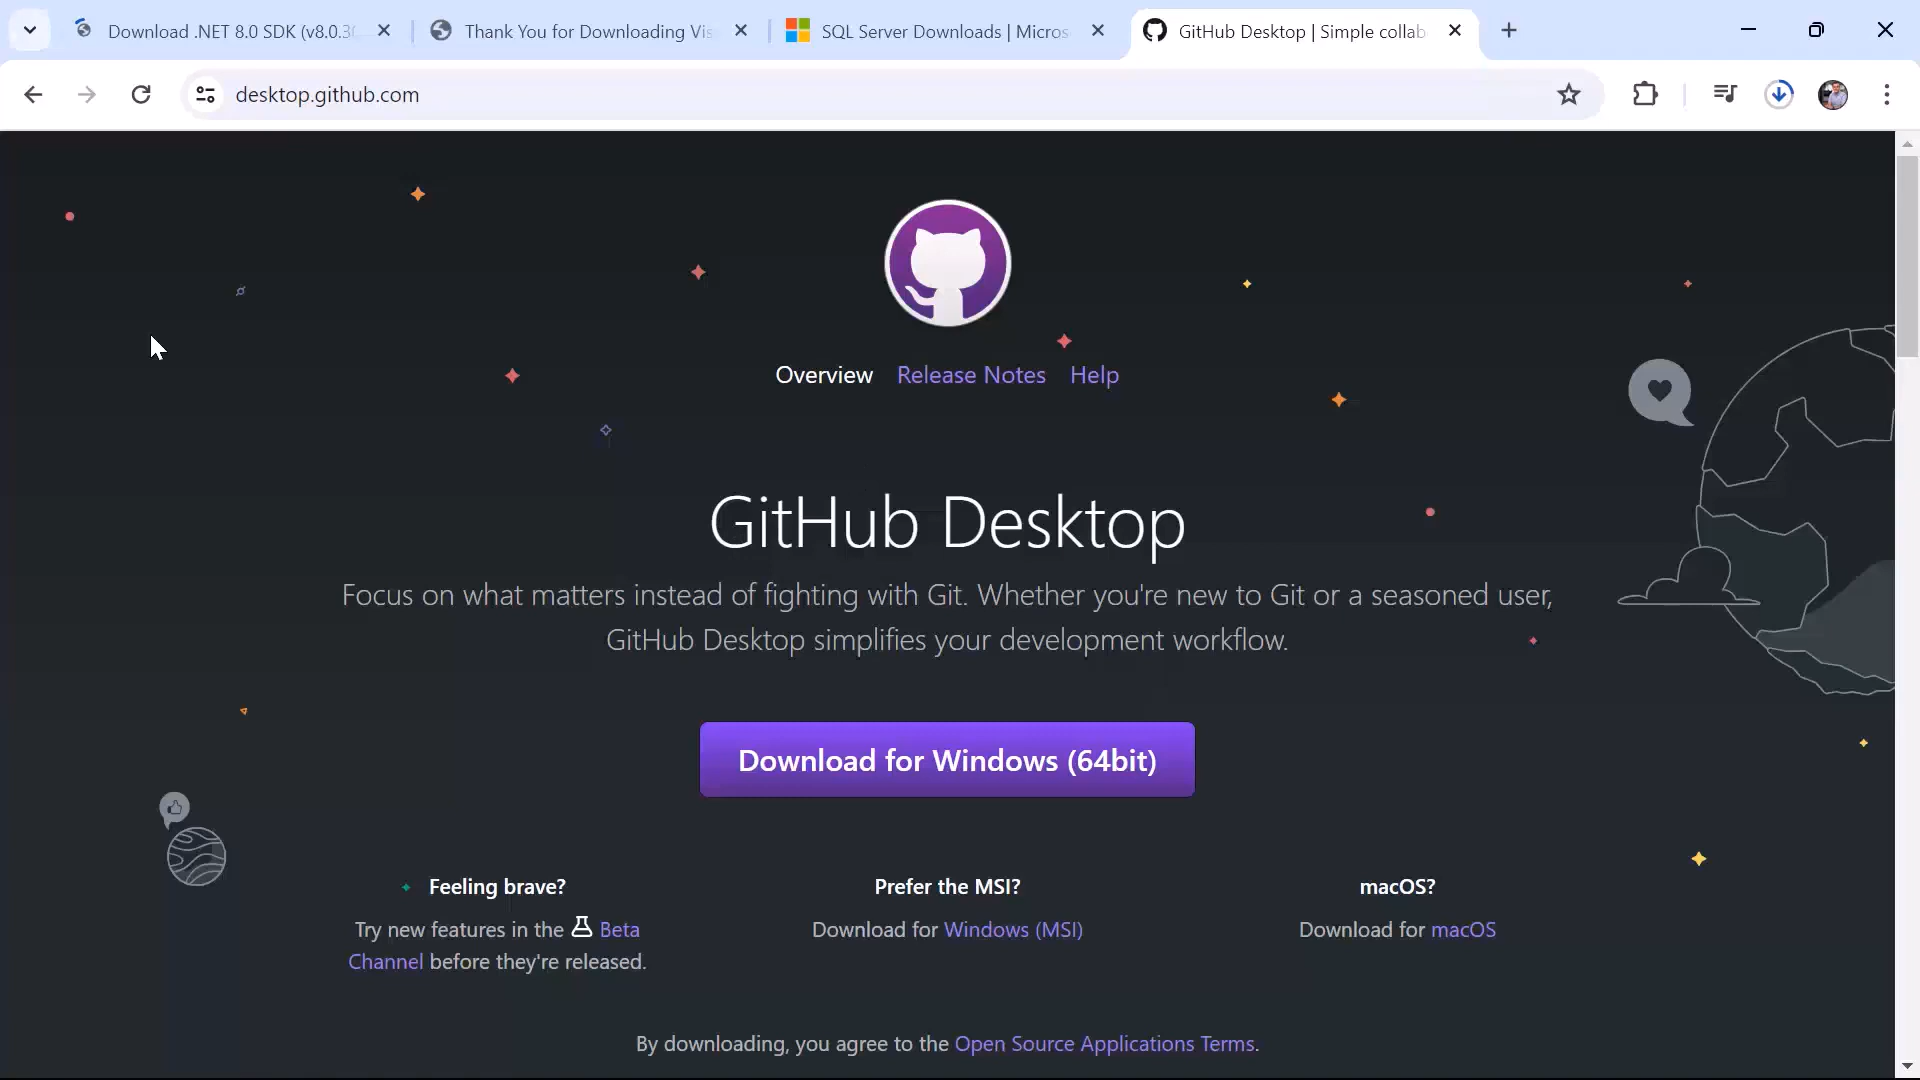 Download .NET 8.0 SDK (v8.0.30
Thank You for Downloading Vis
SQL Server Downloads | Micros
GitHub Desktop | Simple collab
desktop.github.com
Overview Release Notes Help
GitHub Desktop
Focus on what matters instead of fighting with Git. Whether you're new to Git or a seasoned user,
GitHub Desktop simplifies your development workflow.
Download for Windows (64bit)
Feeling brave?
Try new features in the Beta
Channel before they're released.
Prefer the MSI?
Download for Windows (MSI)
macOS?
Download for macOS
By downloading, you agree to the Open Source Applications Terms.